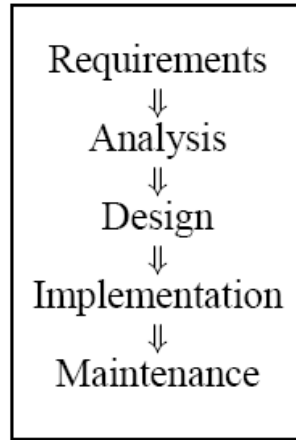 Requirements
⇓
Analysis
⇓
Design
⇓
Implementation
⇓
Maintenance